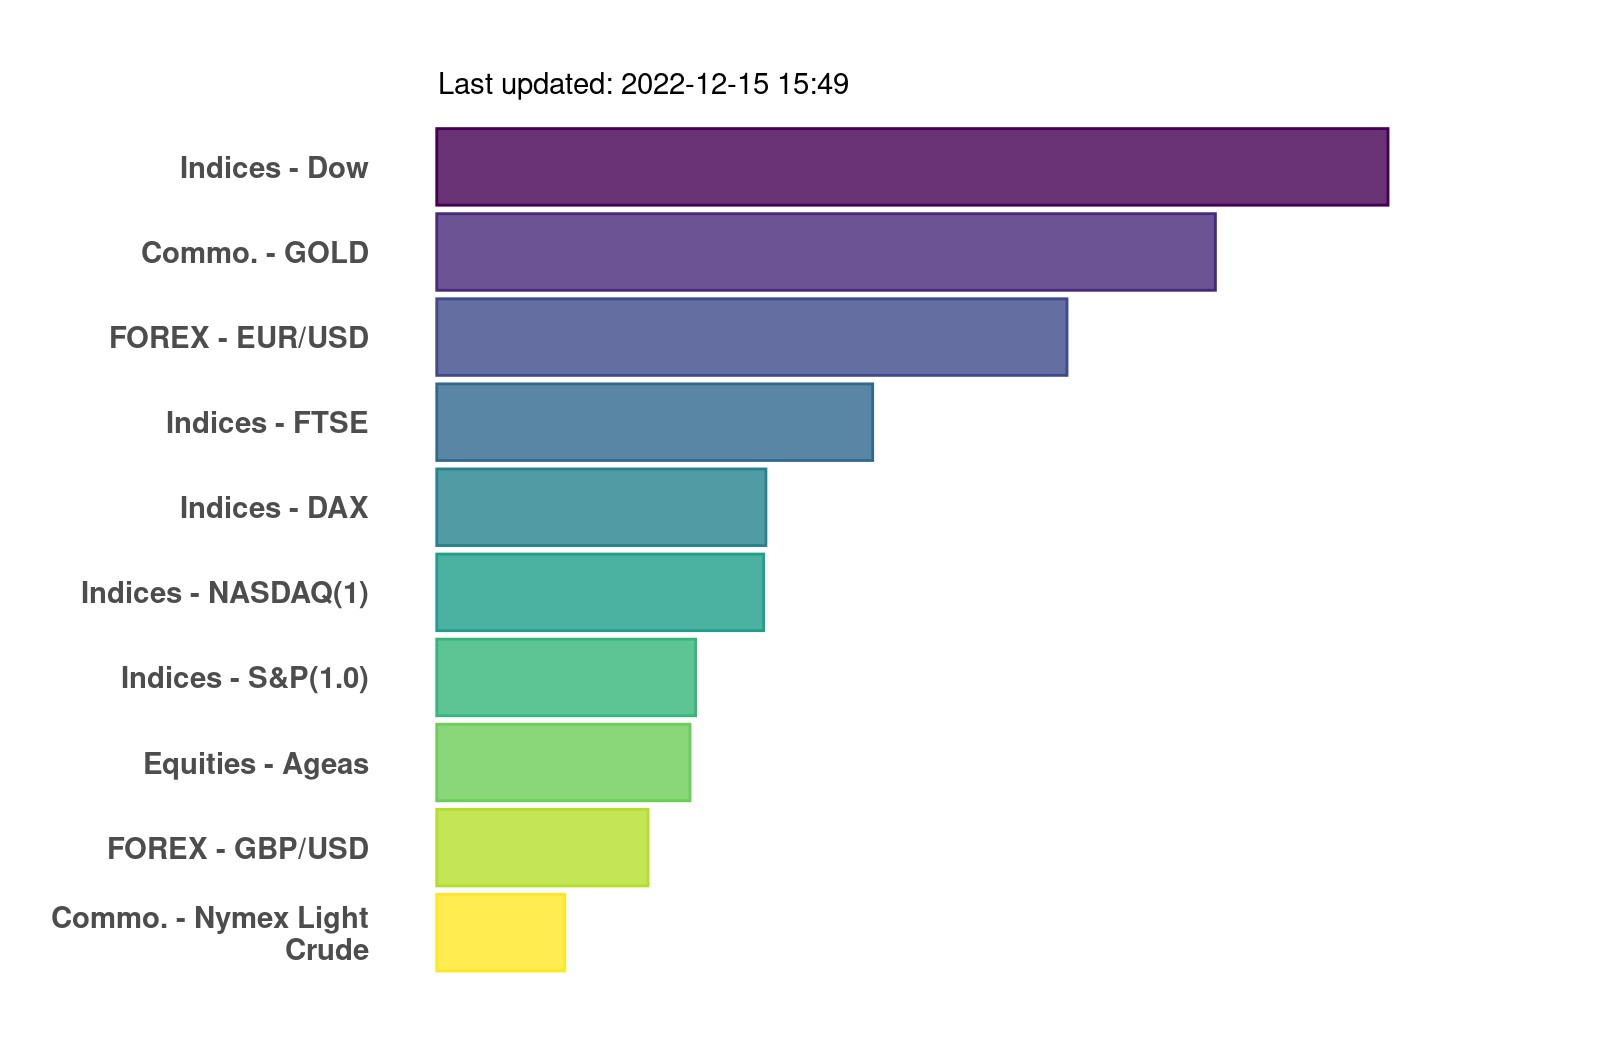 Last updated: 2022-12-15 15:49
Indices - Dow
Commo. - GOLD
FOREX - EUR/USD
Indices - FTSE
Indices - DAX
Indices - NASDAQ(1)
Indices - S&P(1.0)
Equities - Ageas
FOREX - GBP/USD
Commo. - Nymex Light
Crude